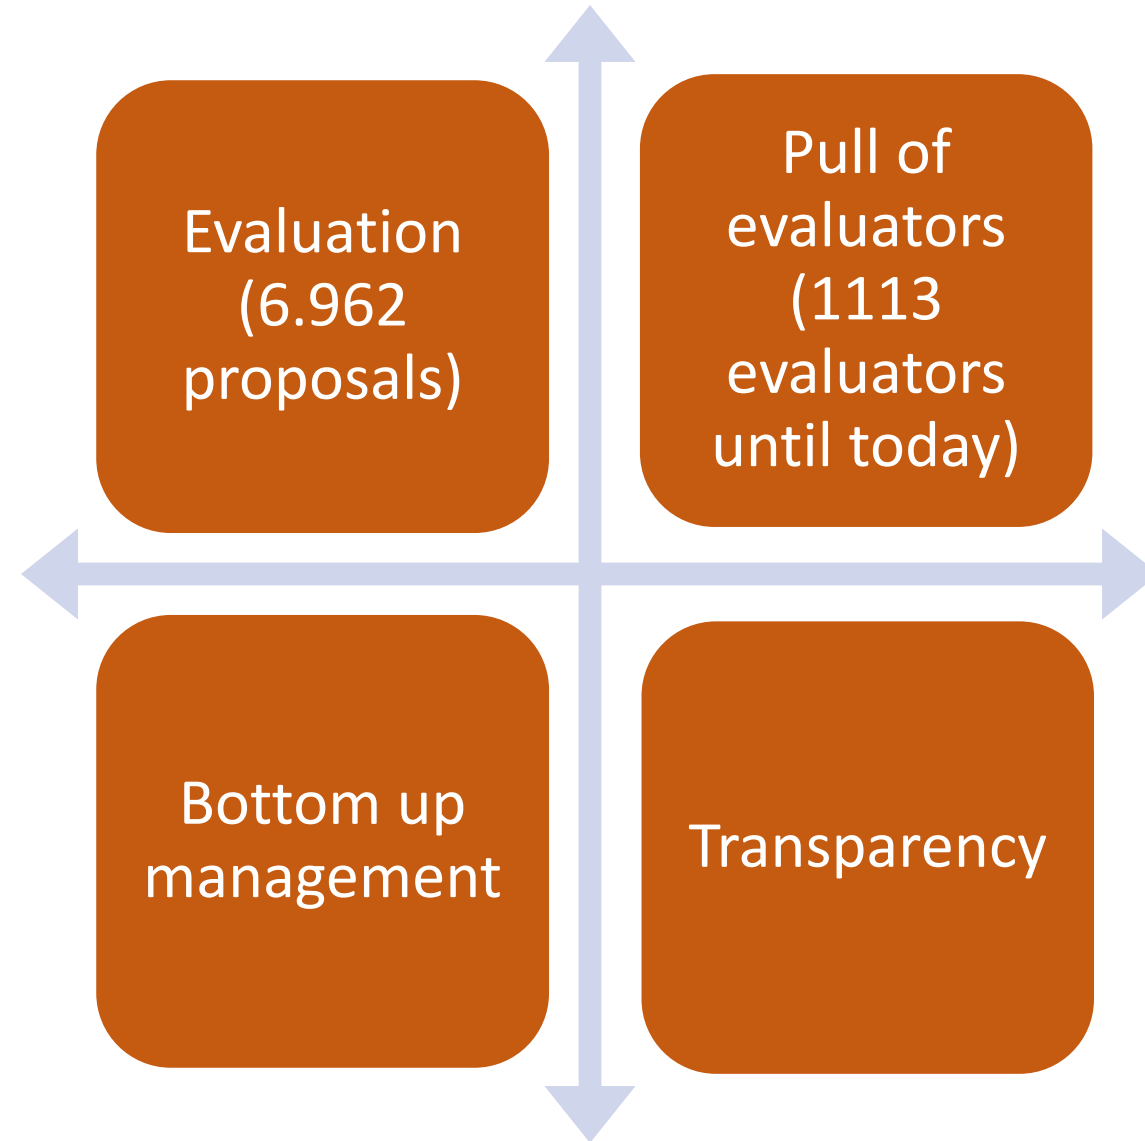 Evaluation
(6.962
proposals)
Pull of
evaluators
(1113
evaluators
until today)
Bottom up
management
Transparency